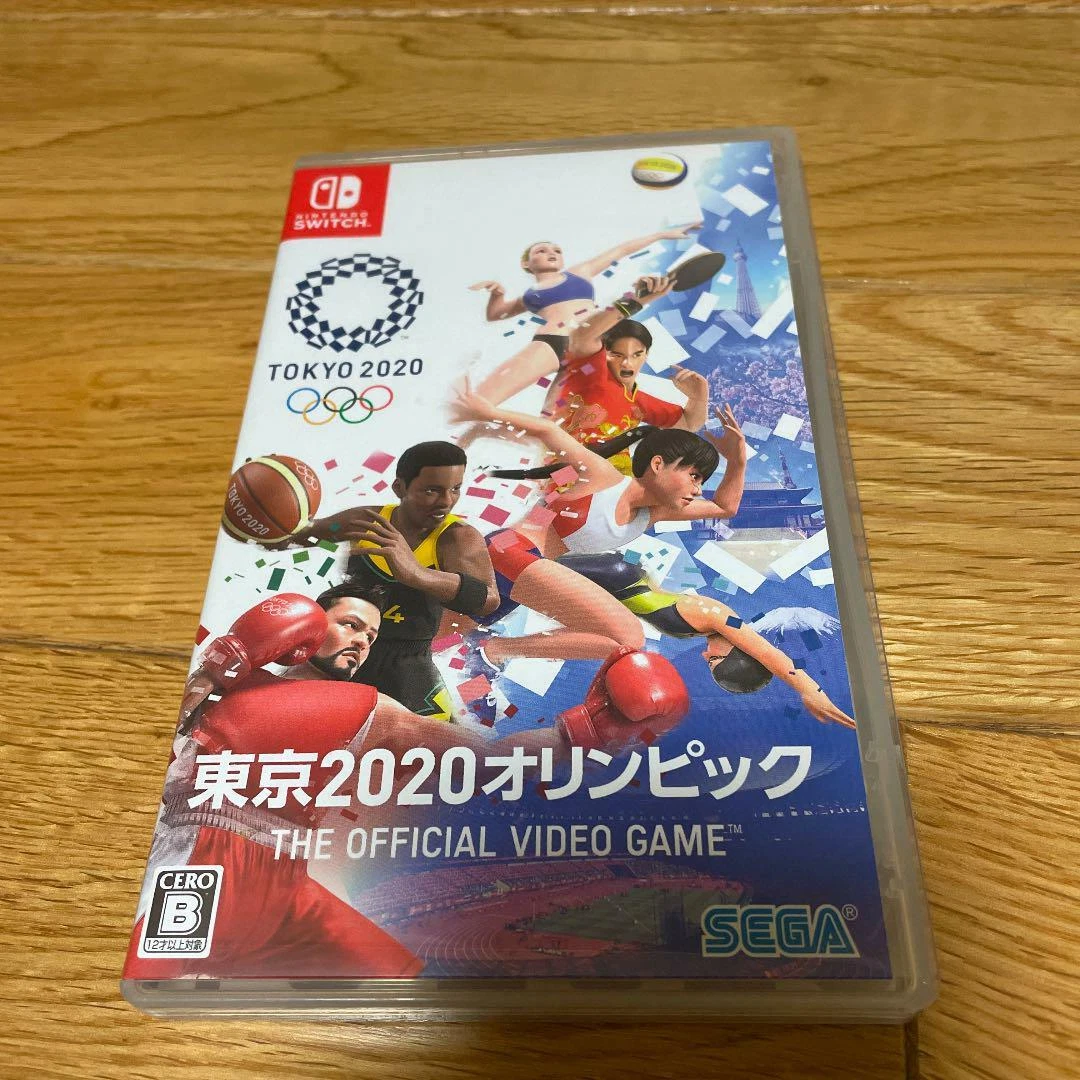 NINTENDO
SWITCH™
TOKYO 2020
TOKYO 2020
4
東京2020オリンピック
THE OFFICIAL VIDEO GAME™
CERO
B
12才以上対象
SEGA®